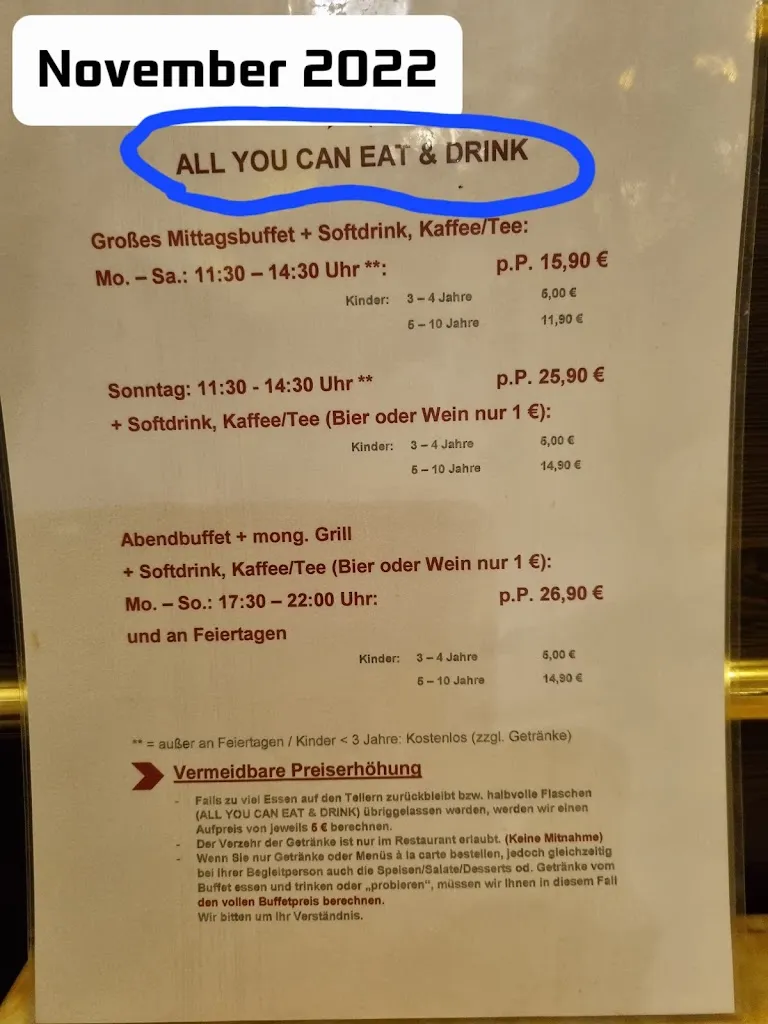 November 2022
ALL YOU CAN EAT & DRINK
Großes Mittagsbuffet + Softdrink, Kaffee/Tee:
Mo. – Sa.: 11:30 – 14:30 Uhr **: p.P. 15,90 €
Kinder: 3 – 4 Jahre 5,00 €
5 – 10 Jahre 11,90 €
Sonntag: 11:30 - 14:30 Uhr ** p.P. 25,90 €
+ Softdrink, Kaffee/Tee (Bier oder Wein nur 1 €):
Kinder: 3 – 4 Jahre 5,00 €
5 – 10 Jahre 14,90 €
Abendbuffet + mong. Grill
+ Softdrink, Kaffee/Tee (Bier oder Wein nur 1 €):
Mo. – So.: 17:30 – 22:00 Uhr: p.P. 26,90 €
und an Feiertagen
Kinder: 3 – 4 Jahre 5,00 €
5 – 10 Jahre 14,90 €
** = außer an Feiertagen / Kinder < 3 Jahre: Kostenlos (zzgl. Getränke)
Vermeidbare Preiserhöhung
- Falls zu viel Essen auf den Tellern zurückbleibt bzw. halbvolle Flaschen
(ALL YOU CAN EAT & DRINK) übriggelassen werden, werden wir einen
Aufpreis von jeweils 5 € berechnen.
- Der Verzehr der Getränke ist nur im Restaurant erlaubt. (Keine Mitnahme)
- Wenn Sie nur Getränke oder Menüs à la carte bestellen, jedoch gleichzeitig
bei Ihrer Begleitperson auch die Speisen/Salate/Desserts od. Getränke vom
Buffet essen und trinken oder „probieren", müssen wir Ihnen in diesem Fall
den vollen Buffetpreis berechnen.
Wir bitten um Ihr Verständnis.